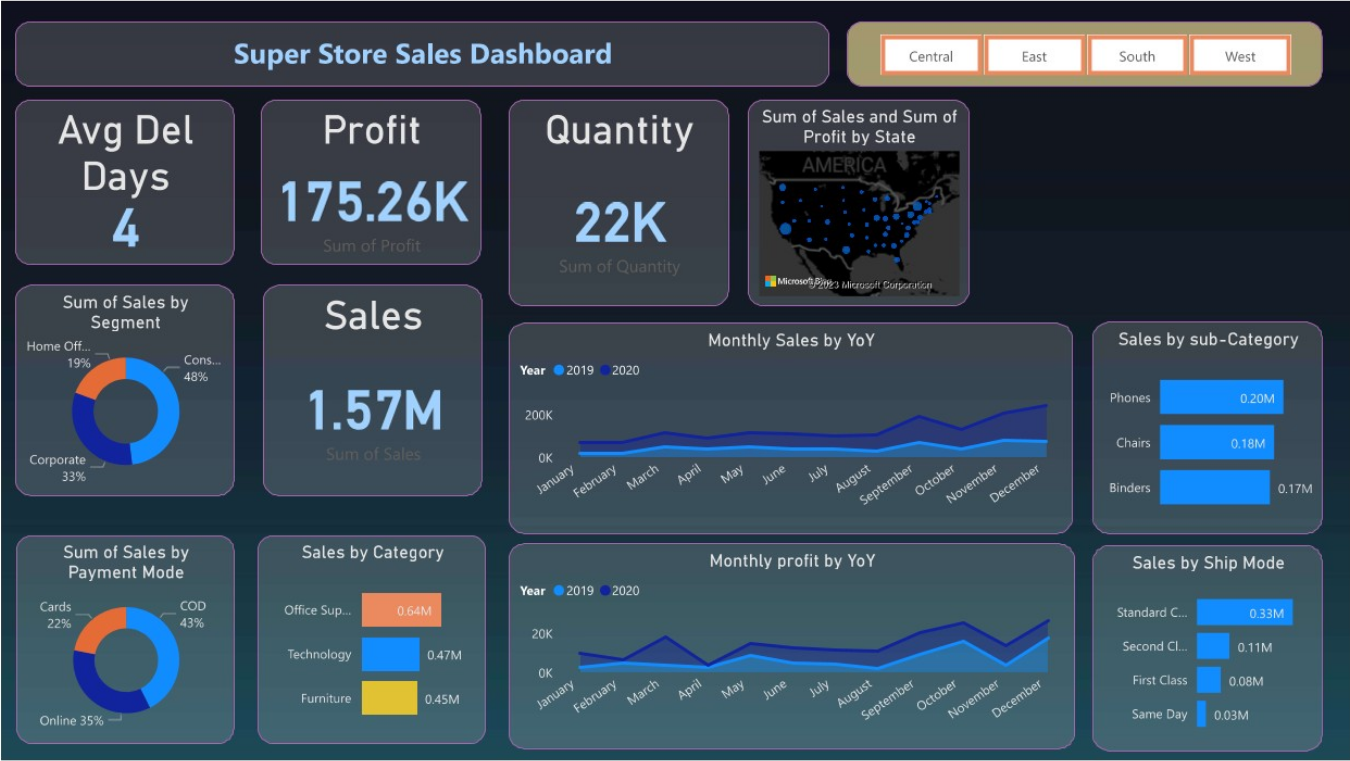 Super Store Sales Dashboard
Central
East
South
West
Avg Del
Days
4
Profit
175.26K
Sum of Profit
Quantity
22K
Sum of Quantity
Sum of Sales and Sum of
Profit by State
AMERICA
Microsoft
© 2023 Microsoft Corporation
Sum of Sales by
Segment
Home Off...
19%
Cons...
48%
Corporate
33%
Sales
1.57M
Sum of Sales
Monthly Sales by YoY
Year 2019 2020
200K
0K
January
February
March
April
May
June
July
August
September
October
November
December
Sales by sub-Category
Phones 0.20M
Chairs 0.18M
Binders 0.17M
Sum of Sales by
Payment Mode
Cards
22%
COD
43%
Online 35%
Sales by Category
Office Sup... 0.64M
Technology 0.47M
Furniture 0.45M
Monthly profit by YoY
Year 2019 2020
20K
0K
January
February
March
April
May
June
July
August
September
October
November
December
Sales by Ship Mode
Standard C... 0.33M
Second Cl... 0.11M
First Class 0.08M
Same Day 0.03M